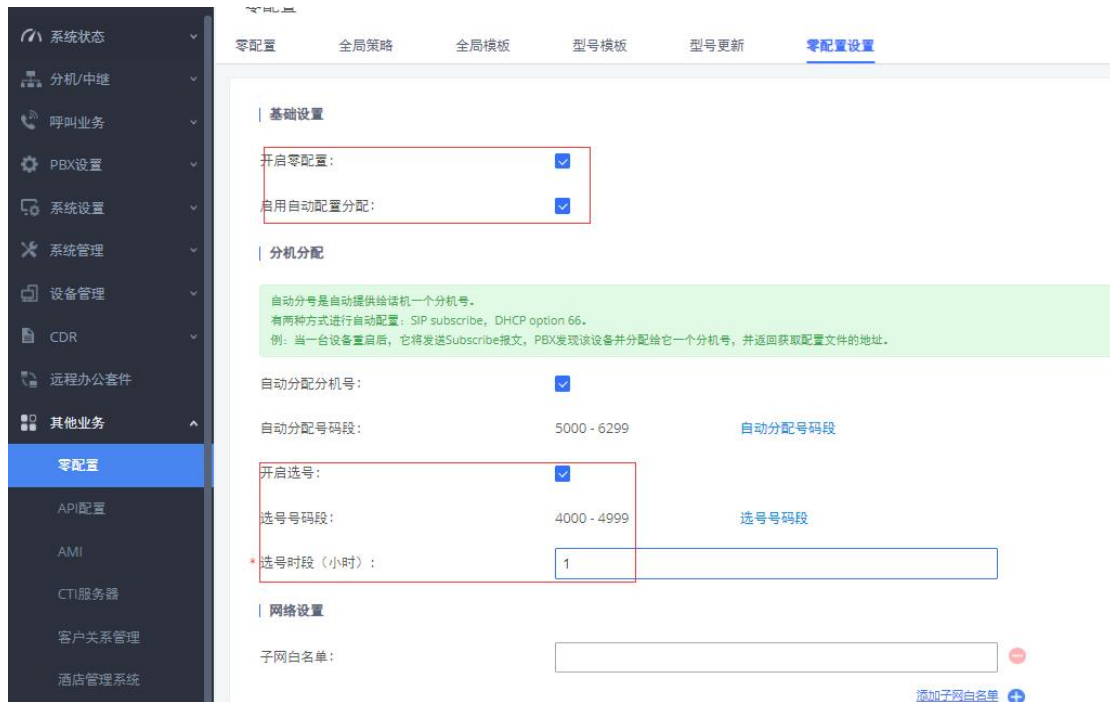 零配置
系统状态
分机/中继
呼叫业务
PBX设置
系统设置
系统管理
设备管理
CDR
远程办公套件
其他业务
零配置
API配置
AMI
CTI服务器
客户关系管理
酒店管理系统
零配置 全局策略 全局模板 型号模板 型号更新 零配置设置
基础设置
开启零配置：
启用自动配置分配：
分机分配
自动分号是自动提供给话机一个分机号。
有两种方式进行自动配置：SIP subscribe，DHCP option 66。
例：当一台设备重启后，它将发送Subscribe报文，PBX发现该设备并分配给它一个分机号，并返回获取配置文件的地址。
自动分配分机号：
自动分配号码段： 5000 - 6299 自动分配号码段
开启选号：
选号号码段： 4000 - 4999 选号号码段
* 选号时段（小时）： 1
网络设置
子网白名单：
添加子网白名单